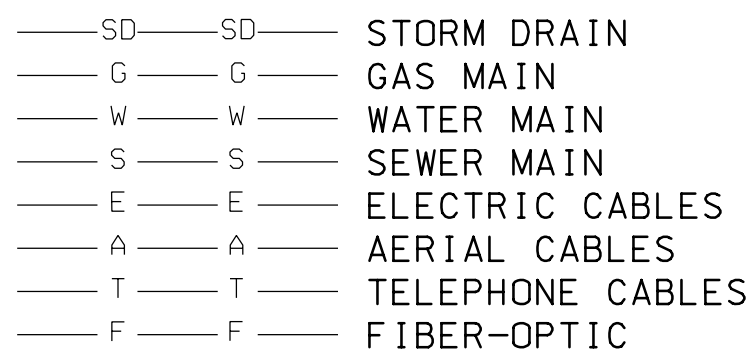 SD SD STORM DRAIN
G G GAS MAIN
W W WATER MAIN
S S SEWER MAIN
E E ELECTRIC CABLES
A A AERIAL CABLES
T T TELEPHONE CABLES
F F FIBER-OPTIC